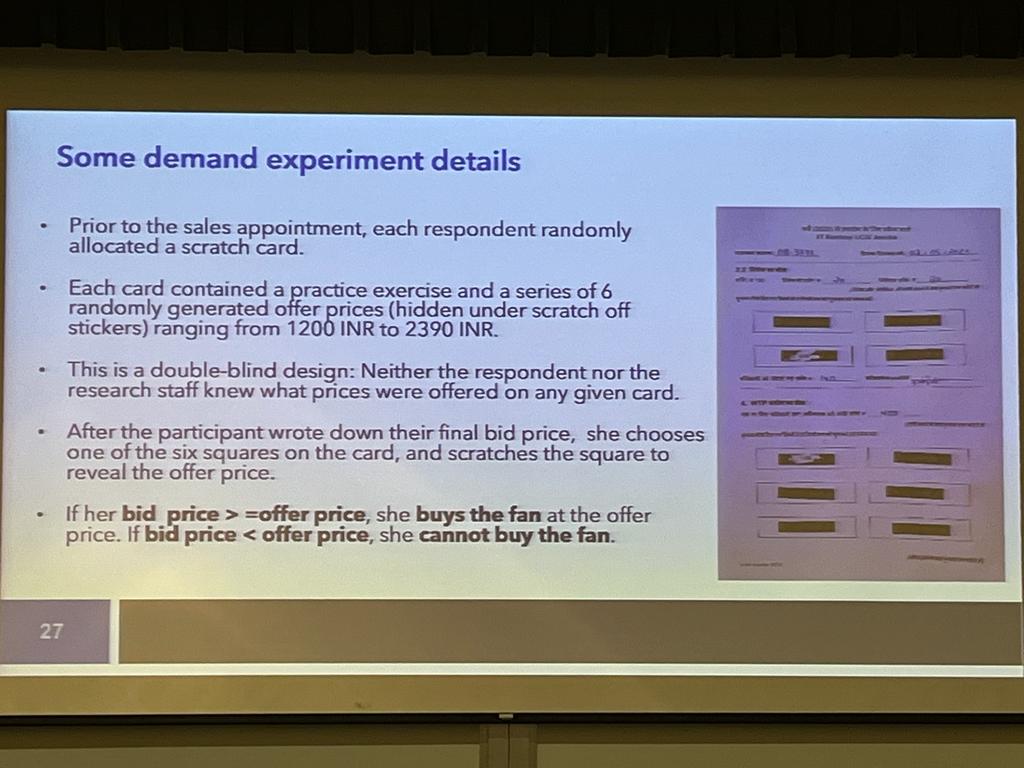 Some demand experiment details
• Prior to the sales appointment, each respondent randomly
allocated a scratch card.
• Each card contained a practice exercise and a series of 6
randomly generated offer prices (hidden under scratch off
stickers) ranging from 1200 INR to 2390 INR.
• This is a double-blind design: Neither the respondent nor the
research staff knew what prices were offered on any given card.
• After the participant wrote down their final bid price, she chooses
one of the six squares on the card, and scratches the square to
reveal the offer price.
• If her bid price > =offer price, she buys the fan at the offer
price. If bid price < offer price, she cannot buy the fan.
27